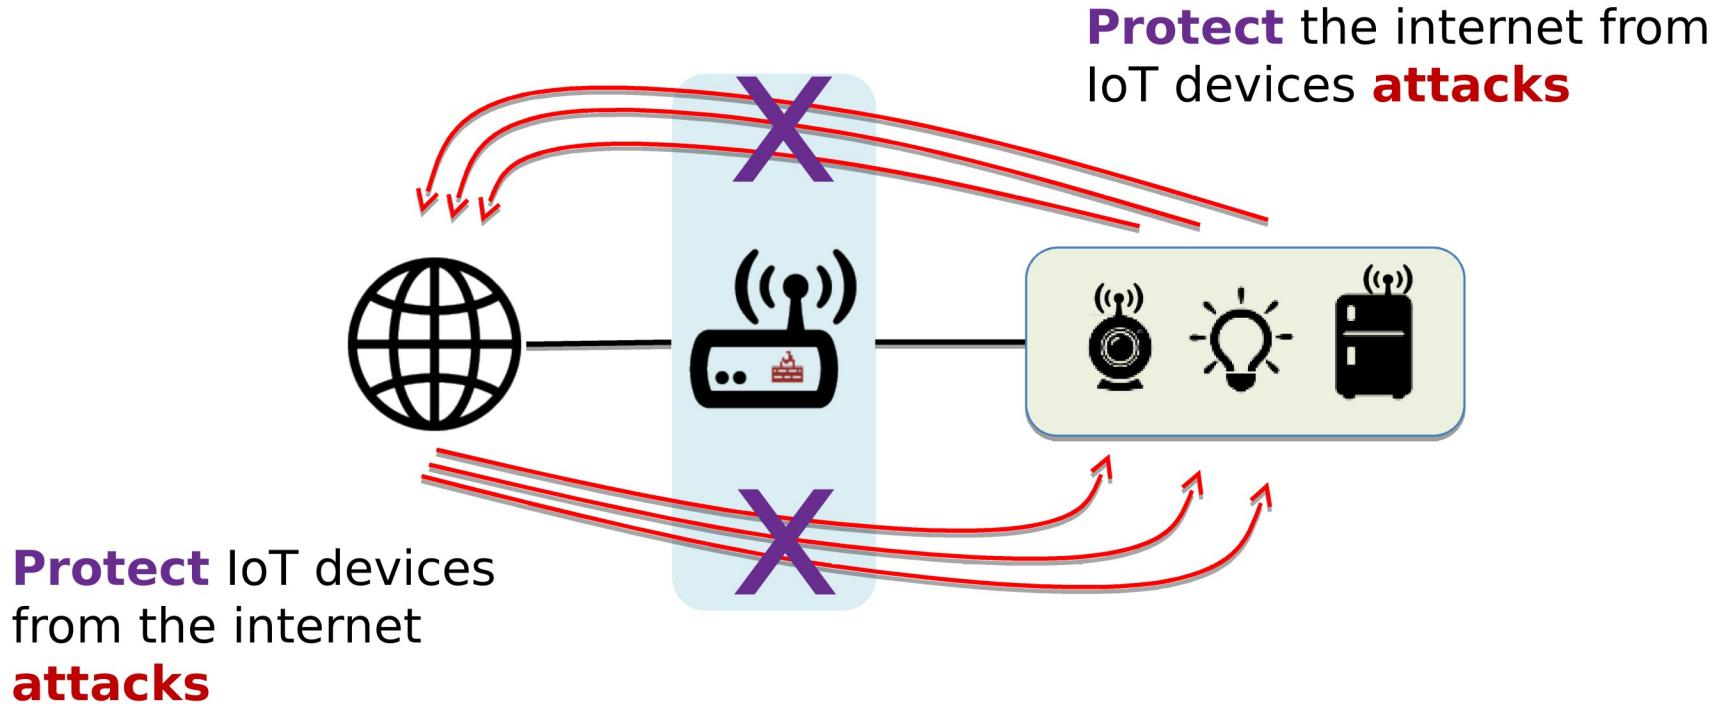 Protect the internet from
IoT devices attacks
X
X
Protect IoT devices
from the internet
attacks